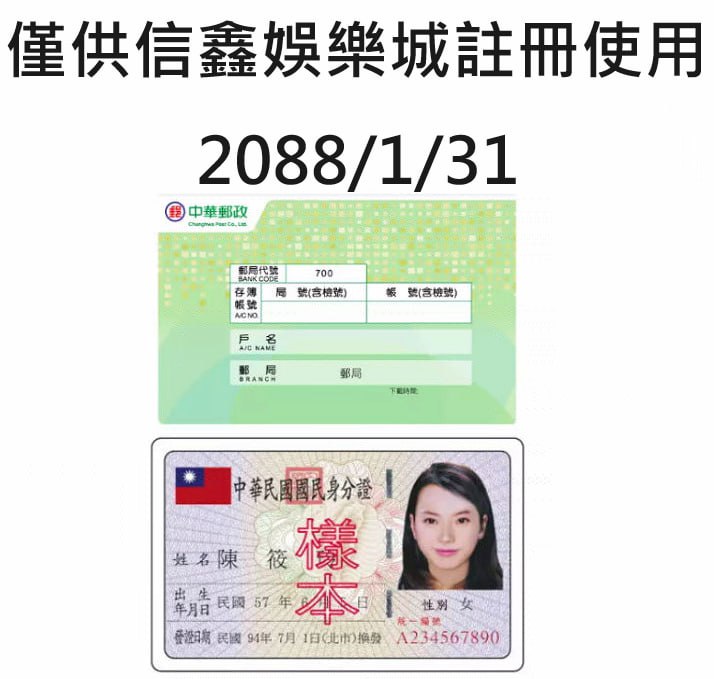 僅供信鑫娛樂城註冊使用
2088/1/31
郵 中華郵政
Chunghwa Post Co., Ltd.
郵局代號 700
BANK CODE
存簿 局 號(含檢號) 帳 號(含檢號)
帳號
A/C NO.
戶 名
A/C NAME
郵 局 郵局
BRANCH
下載時間:
中華民國國民身分證
樣本
姓名 陳 筱
出生
年月日 民國 57 年 6 日
性別 女
統一編號
發證日期 民國 94年 7月 1日(北市)換發 A234567890